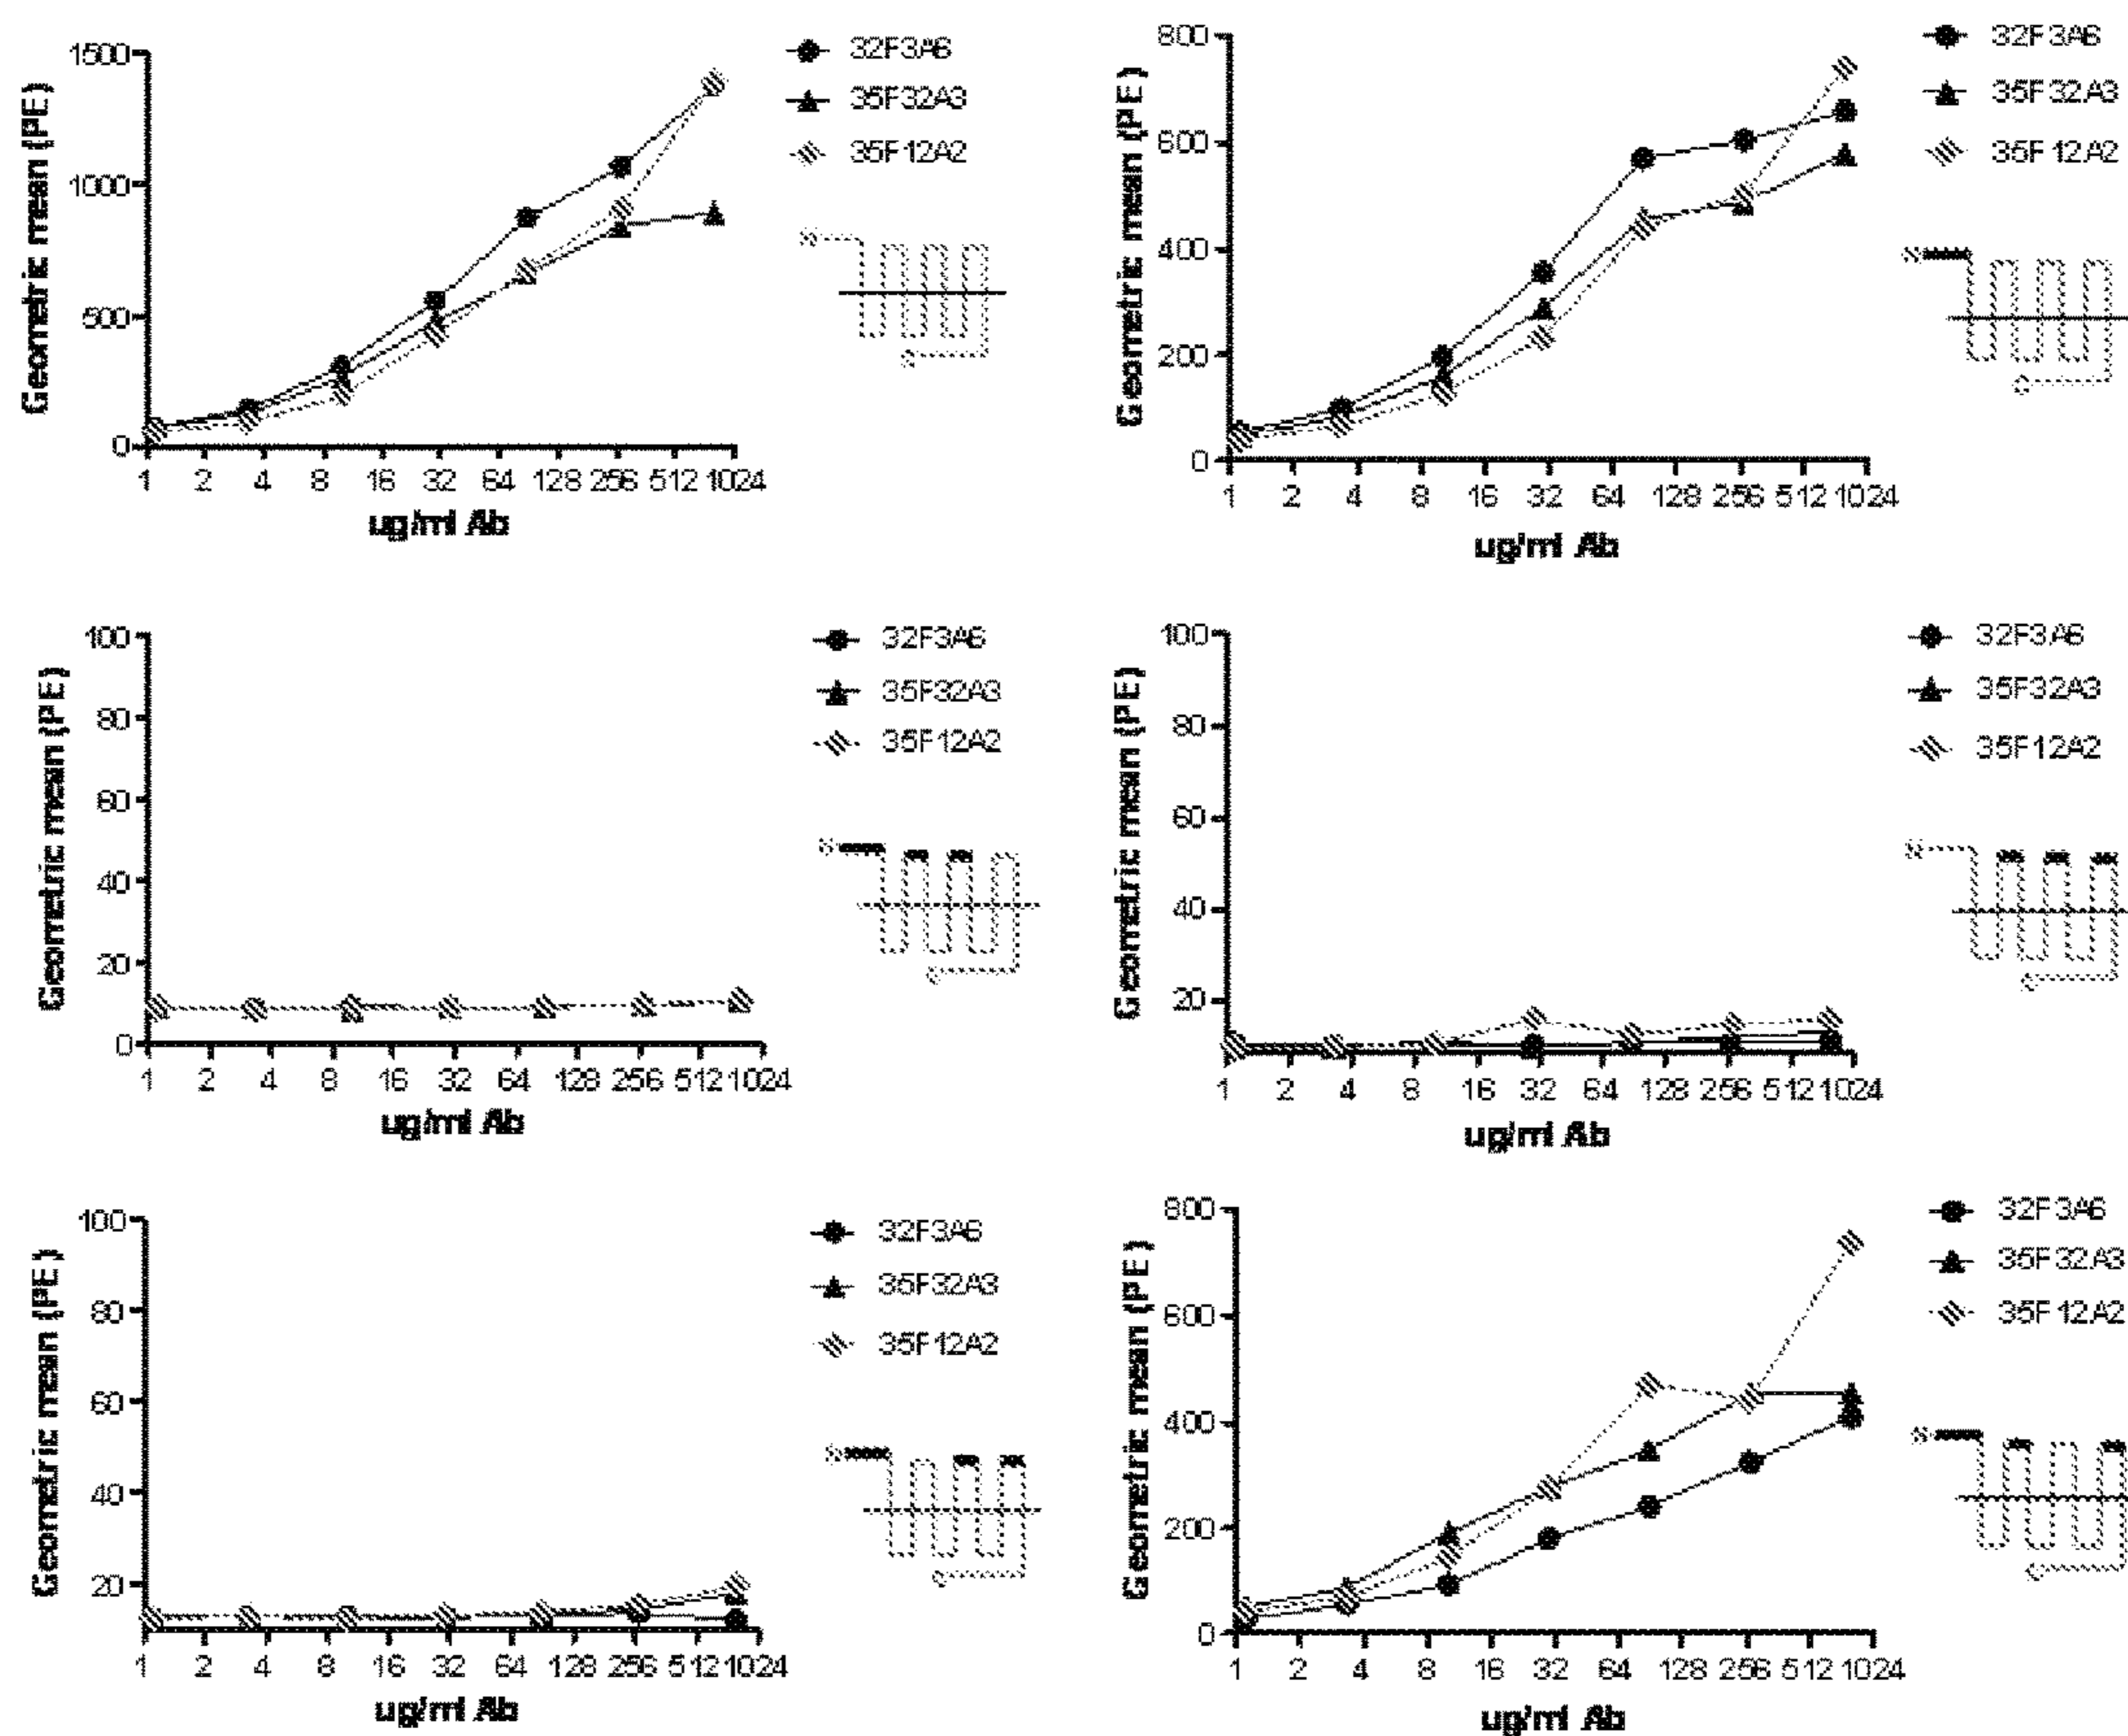 Geometric mean (PE)
1500
1000
500
0
1 2 4 8 16 32 64 128 256 512 1024
ug/ml Ab
32F3A6
35F32A3
35F12A2
N
C
Geometric mean (PE)
800
600
400
200
0
1 2 4 8 16 32 64 128 256 512 1024
ug/ml Ab
32F3A6
35F32A3
35F12A2
N
C
Geometric mean (PE)
100
80
60
40
20
0
1 2 4 8 16 32 64 128 256 512 1024
ug/ml Ab
32F3A6
35F32A3
35F12A2
N
C
Geometric mean (PE)
100
80
60
40
20
1 2 4 8 16 32 64 128 256 512 1024
ug/ml Ab
32F3A6
35F32A3
35F12A2
N
C
Geometric mean (PE)
100
80
60
40
20
1 2 4 8 16 32 64 128 256 512 1024
ug/ml Ab
32F3A6
35F32A3
35F12A2
N
C
Geometric mean (PE)
800
600
400
200
0
1 2 4 8 16 32 64 128 256 512 1024
ug/ml Ab
32F3A6
35F32A3
35F12A2
N
C